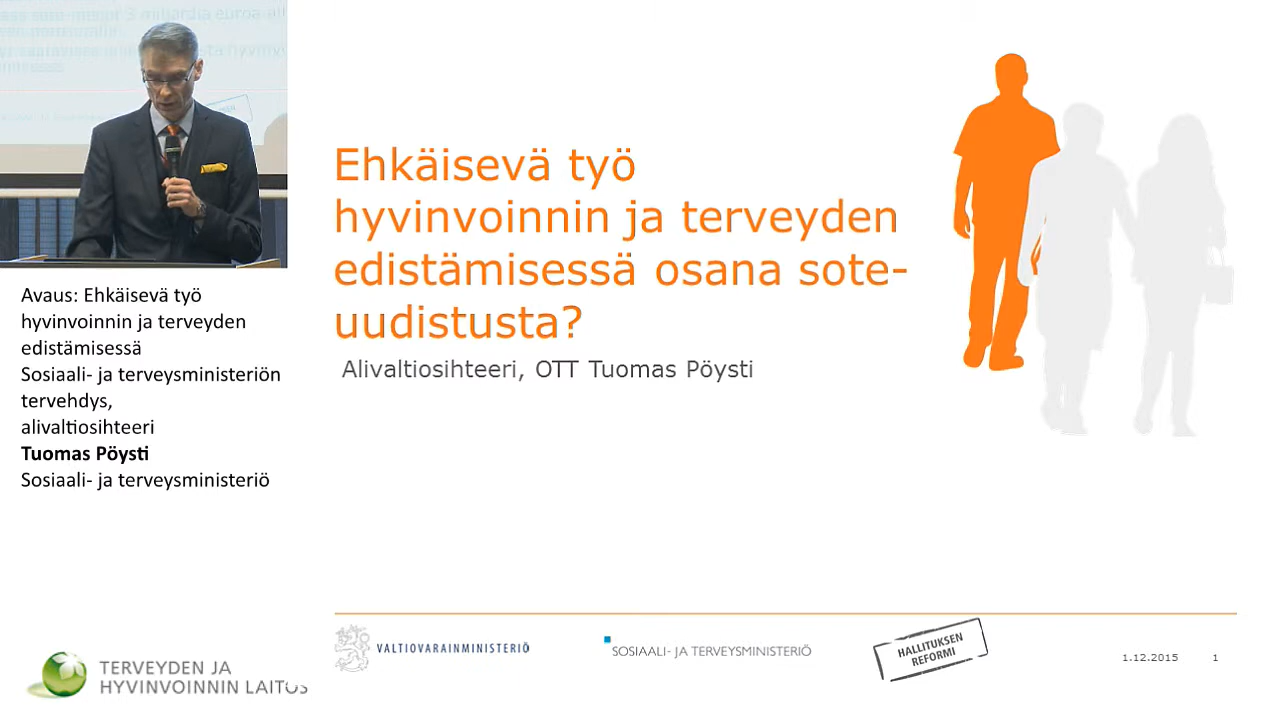 Ehkäisevä työ
hyvinvoinnin ja terveyden
edistämisessä osana sote-
uudistusta?
Alivaltiosihteeri, OTT Tuomas Pöysti
Avaus: Ehkäisevä työ
hyvinvoinnin ja terveyden
edistämisessä
Sosiaali- ja terveysministeriön
tervehdys,
alivaltiosihteeri
Tuomas Pöysti
Sosiaali- ja terveysministeriö
TERVEYDEN JA
HYVINVOINNIN LAITOS
VALTIOVARAINMINISTERIÖ
SOSIAALI- JA TERVEYSMINISTERIÖ
HALLITUKSEN
REFORMI
1.12.2015 1